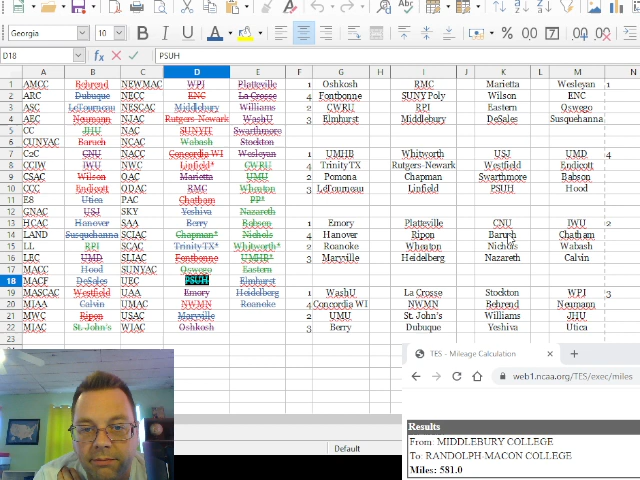 Georgia 10
D18 fx PSUH
A B C D E F G H I J K L M N
1 AMCC Behrend NEWMAC WPI Platteville 1 Oshkosh RMC Marietta Wesleyan 1
2 ARC Dubuque NECC ENC La Crosse 4 Fontbonne SUNY Poly Wilson ENC
3 ASC LeTourneau NESCAC Middlebury Williams 2 CWRU RPI Eastern Oswego
4 AEC Neumann NJAC Rutgers-Newark WashU 3 Elmhurst Middlebury DeSales Susquehanna
5 CC JHU NAC SUNYIT Swarthmore
6 CUNYAC Baruch NCAC Wabash Stockton
7 C2C GNU NACC Concordia WI Wesleyan 1 UMHB Whitworth USJ UMD 4
8 CCIW IWU NWC Linfield* CWRU 4 Trinity TX Rutgers-Newark Westfield Endicott
9 CSAC Wilson OAC Marietta UMU 2 Pomona Chapman Swarthmore Babson
10 CCC Endicott ODAC RMC Wheaton 3 LeTourneau Linfield PSUH Hood
11 E8 Utica PAC Chatham PP*
12 GNAC USJ SKY Yeshiva Nazareth
13 HCAC Hanover SAA Berry Babson 1 Emory Platteville CNU IWU 2
14 LAND Susquehanna SCIAC Chapman* Nichols 4 Hanover Ripon Baruch Chatham
15 LL RPI SCAC Trinity TX* Whitworth* 2 Roanoke Wheaton Nichols Wabash
16 LEC UMD SLIAC Fontbonne UMHB* 3 Maryville Heidelberg Nazareth Calvin
17 MACC Hood SUNYAC Oswego Eastern
18 MACF DeSales UEC PSUH Elmhurst
19 MASCAC Westfield UAA Emory Heidelberg 1 WashU La Crosse Stockton WPI 3
20 MIAA Calvin UMAC NWMN Roanoke 4 Concordia WI NWMN Behrend Neumann
21 MWC Ripon USAC Maryville 2 UMU St. John's Williams JHU
22 MIAC St. John's WIAC Oshkosh 3 Berry Dubuque Yeshiva Utica
23
24
Default
TES - Mileage Calculation
web1.ncaa.org/TES/exec/miles
Results
From: MIDDLEBURY COLLEGE
To: RANDOLPH-MACON COLLEGE
Miles: 581.0